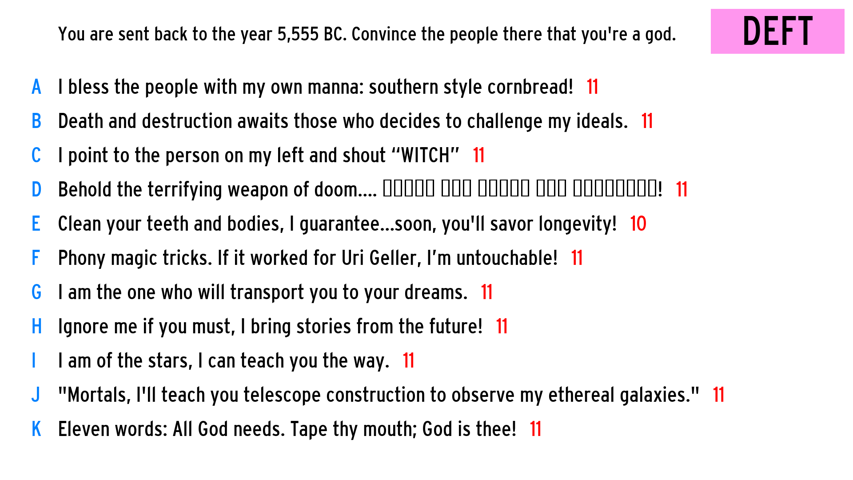 You are sent back to the year 5,555 BC. Convince the people there that you're a god.
DEFT
A I bless the people with my own manna: southern style cornbread! 11
B Death and destruction awaits those who decides to challenge my ideals. 11
C I point to the person on my left and shout “WITCH” 11
D Behold the terrifying weapon of doom.... ▯▯▯▯▯ ▯▯▯ ▯▯▯▯▯ ▯▯▯ ▯▯▯▯▯▯▯▯! 11
E Clean your teeth and bodies, I guarantee...soon, you'll savor longevity! 10
F Phony magic tricks. If it worked for Uri Geller, I’m untouchable! 11
G I am the one who will transport you to your dreams. 11
H Ignore me if you must, I bring stories from the future! 11
I I am of the stars, I can teach you the way. 11
J "Mortals, I'll teach you telescope construction to observe my ethereal galaxies." 11
K Eleven words: All God needs. Tape thy mouth; God is thee! 11